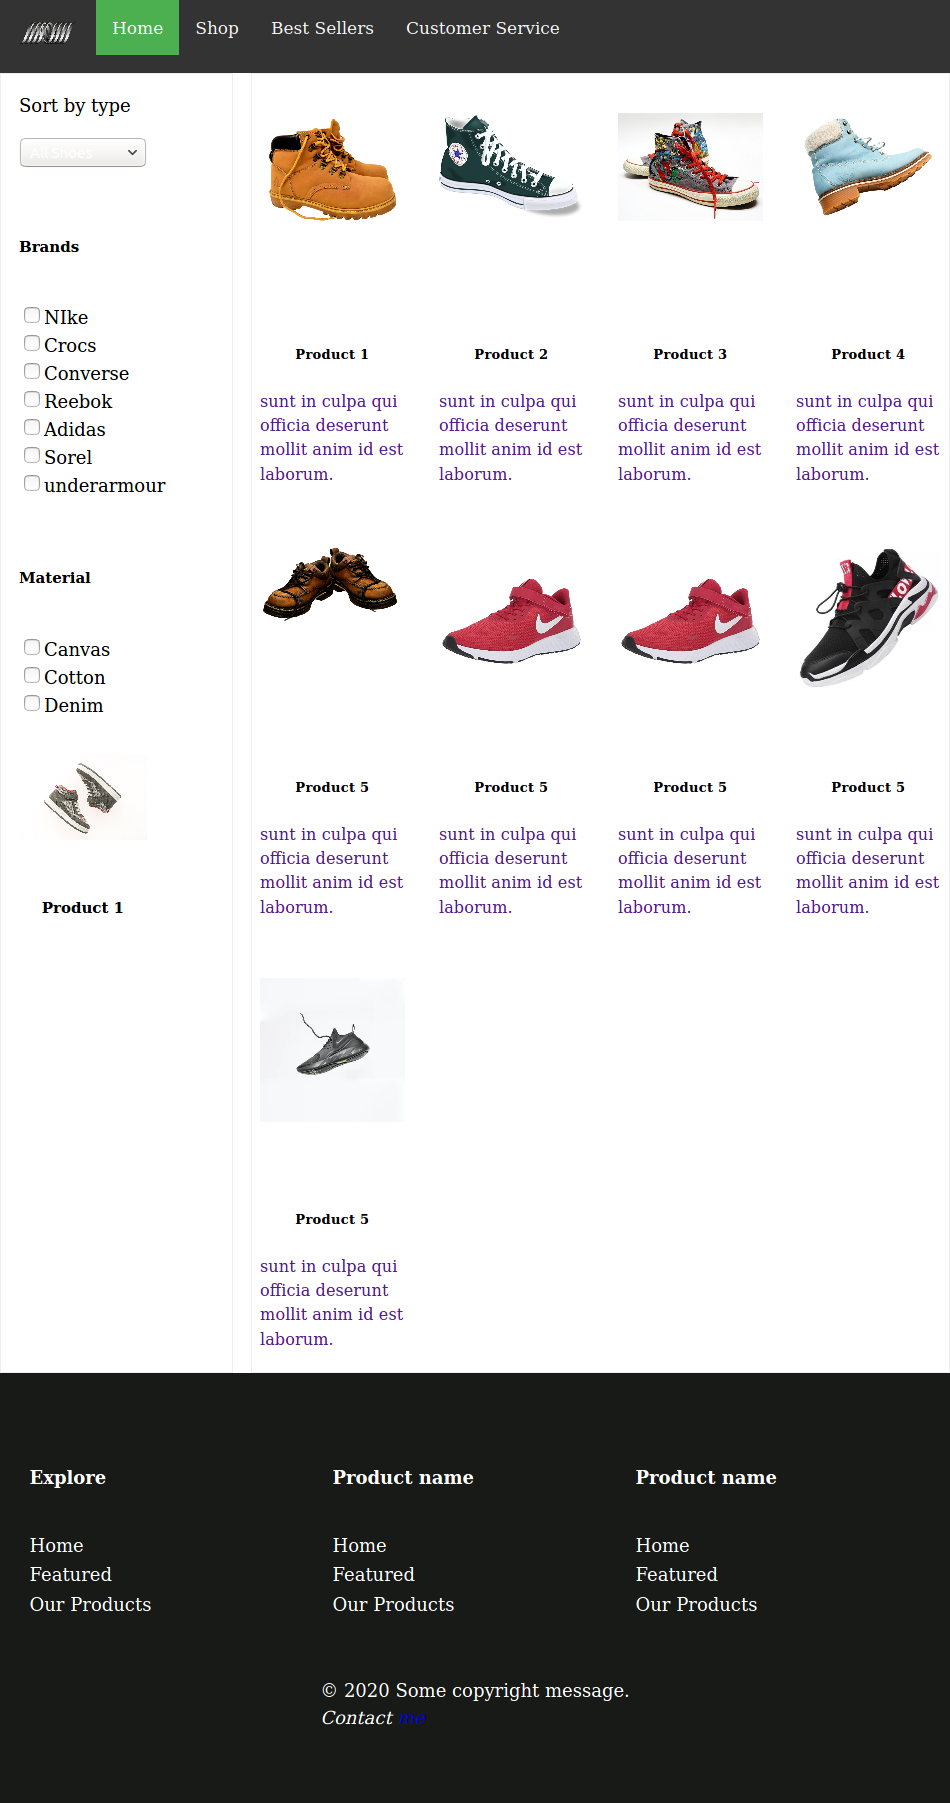 Home Shop Best Sellers Customer Service
Sort by type
All Shoes
Brands
NIke
Crocs
Converse
Reebok
Adidas
Sorel
underarmour
Material
Canvas
Cotton
Denim
Product 1
Product 1 Product 2 Product 3 Product 4
sunt in culpa qui sunt in culpa qui sunt in culpa qui sunt in culpa qui
officia deserunt officia deserunt officia deserunt officia deserunt
mollit anim id est mollit anim id est mollit anim id est mollit anim id est
laborum. laborum. laborum. laborum.
Product 5 Product 5 Product 5 Product 5
sunt in culpa qui sunt in culpa qui sunt in culpa qui sunt in culpa qui
officia deserunt officia deserunt officia deserunt officia deserunt
mollit anim id est mollit anim id est mollit anim id est mollit anim id est
laborum. laborum. laborum. laborum.
Product 5
sunt in culpa qui
officia deserunt
mollit anim id est
laborum.
Explore Product name Product name
Home Home Home
Featured Featured Featured
Our Products Our Products Our Products
© 2020 Some copyright message.
Contact me